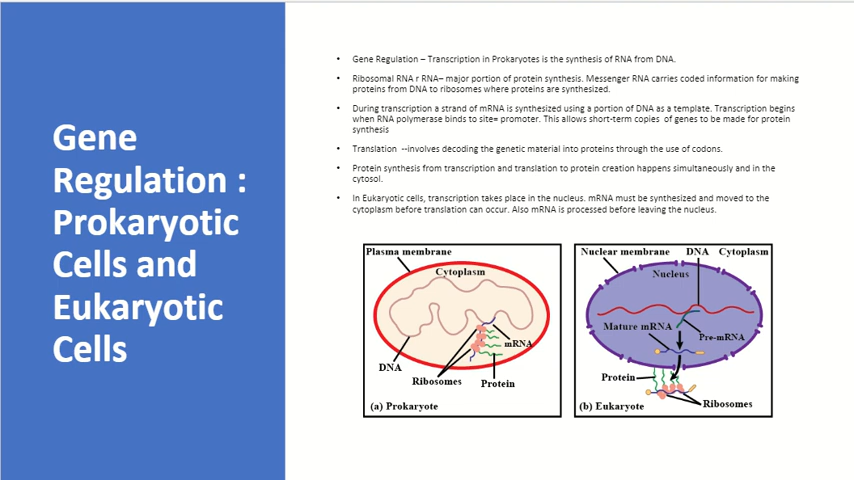 Gene
Regulation :
Prokaryotic
Cells and
Eukaryotic
Cells
• Gene Regulation – Transcription in Prokaryotes is the synthesis of RNA from DNA.
• Ribosomal RNA r RNA– major portion of protein synthesis. Messenger RNA carries coded information for making
proteins from DNA to ribosomes where proteins are synthesized.
• During transcription a strand of mRNA is synthesized using a portion of DNA as a template. Transcription begins
when RNA polymerase binds to site= promoter. This allows short-term copies of genes to be made for protein
synthesis
• Translation --involves decoding the genetic material into proteins through the use of codons.
• Protein synthesis from transcription and translation to protein creation happens simultaneously and in the
cytosol.
• In Eukaryotic cells, transcription takes place in the nucleus. mRNA must be synthesized and moved to the
cytoplasm before translation can occur. Also mRNA is processed before leaving the nucleus.
Plasma membrane
Cytoplasm
mRNA
DNA
Ribosomes
Protein
(a) Prokaryote
Nuclear membrane DNA Cytoplasm
Nucleus
Mature mRNA
Pre-mRNA
Protein
Ribosomes
(b) Eukaryote